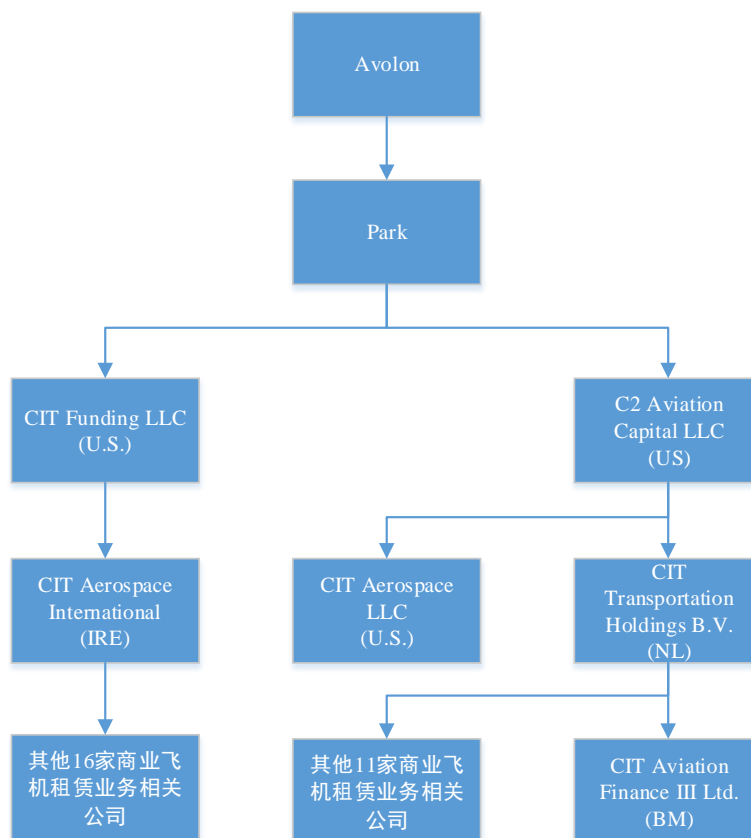 Avolon
Park
CIT Funding LLC
(U.S.)
C2 Aviation
Capital LLC
(US)
CIT Aerospace
International
(IRE)
CIT Aerospace
LLC
(U.S.)
CIT
Transportation
Holdings B.V.
(NL)
其他16家商业飞
机租赁业务相关
公司
其他11家商业飞
机租赁业务相关
公司
CIT Aviation
Finance III Ltd.
(BM)